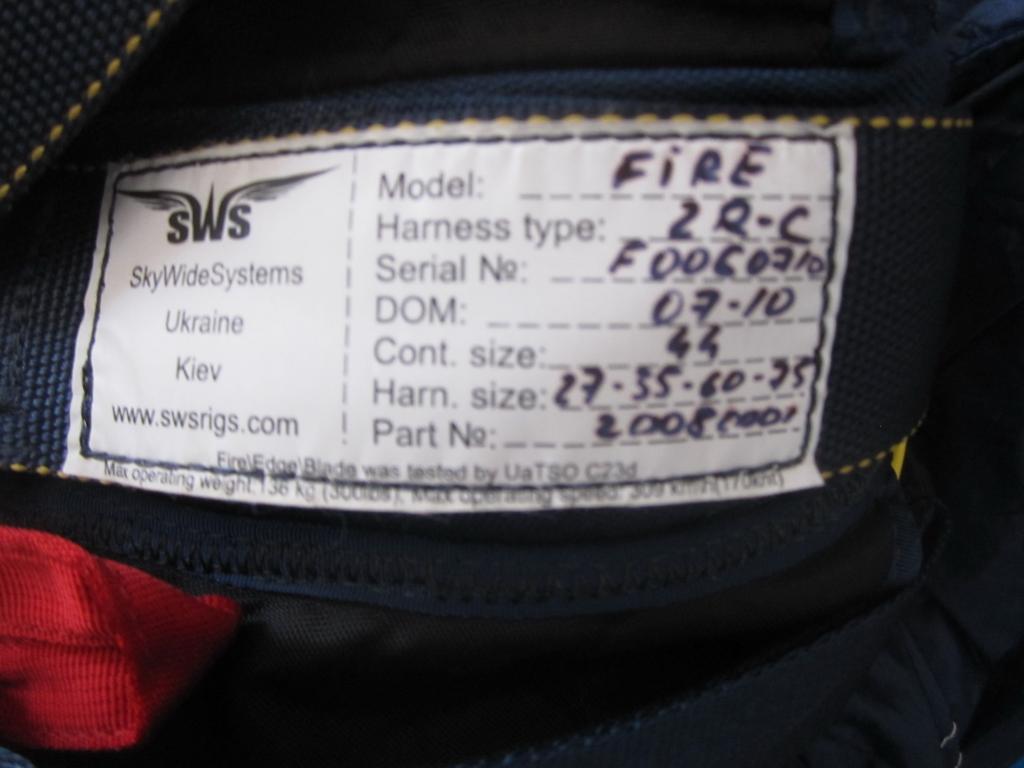 SWS
SkyWideSystems
Ukraine
Kiev
www.swsrigs.com
Model: FiRE
Harness type: 2R-C
Serial №: F0060710
DOM: 07-10
Cont. size: 44
Harn. size: 27-35-60-75
Part №: 20080001
Fire\Edge\Blade was tested by UaTSO C23d
Max operating weight 136 kg (300lbs), Max operating speed: 309 km/h(170knt)